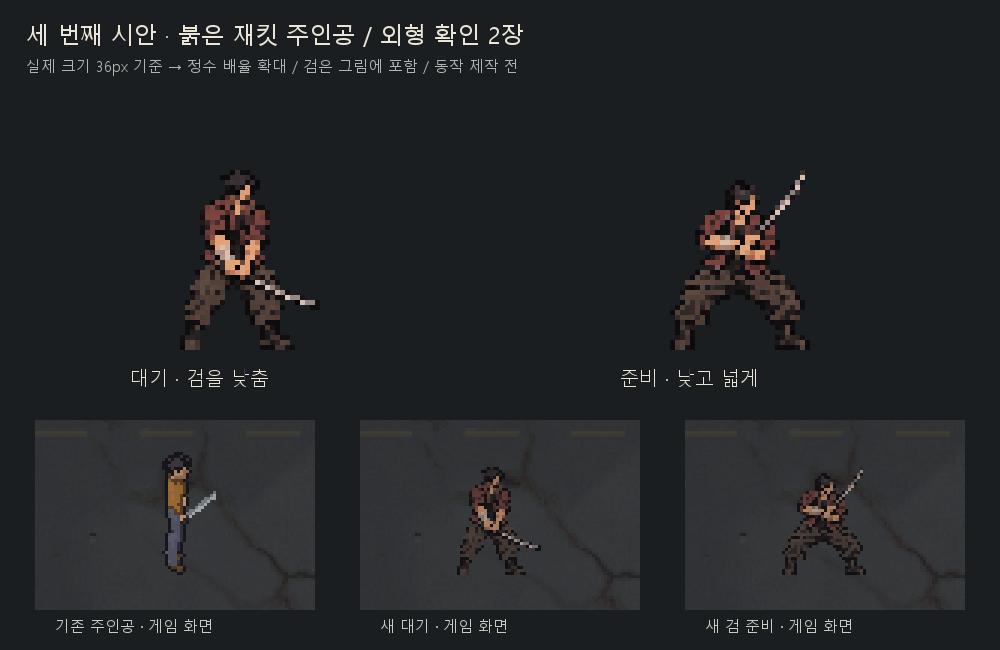 세 번째 시안 · 붉은 재킷 주인공 / 외형 확인 2장
실제 크기 36px 기준 → 정수 배율 확대 / 검은 그림에 포함 / 동작 제작 전
대기 · 검을 낮춤
준비 · 낮고 넓게
기존 주인공 · 게임 화면
새 대기 · 게임 화면
새 검 준비 · 게임 화면